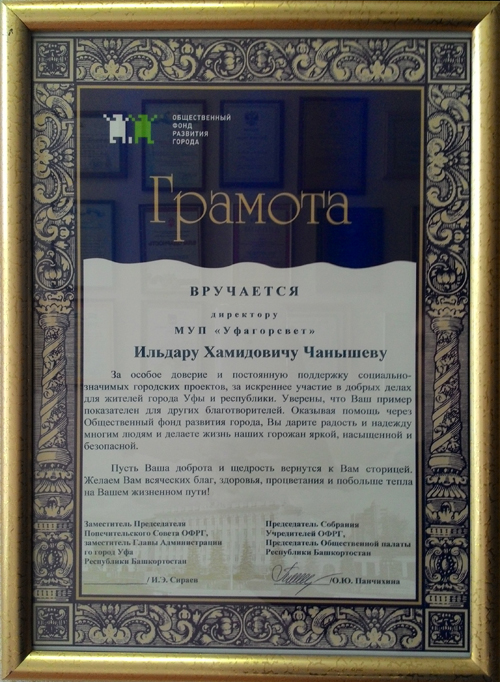 ОБЩЕСТВЕННЫЙ
ФОНД
РАЗВИТИЯ
ГОРОДА
Грамота
ВРУЧАЕТСЯ
директору
МУП «Уфагорсвет»
Ильдару Хамидовичу Чанышеву
За особое доверие и постоянную поддержку социально-
значимых городских проектов, за искреннее участие в добрых делах
для жителей города Уфы и республики. Уверены, что Ваш пример
показателен для других благотворителей. Оказывая помощь через
Общественный фонд развития города, Вы дарите радость и надежду
многим людям и делаете жизнь наших горожан яркой, насыщенной и
безопасной.
Пусть Ваша доброта и щедрость вернутся к Вам сторицей.
Желаем Вам всяческих благ, здоровья, процветания и побольше тепла
на Вашем жизненном пути!
Заместитель Председателя
Попечительского Совета ОФРГ,
заместитель Главы Администрации
го город Уфа
Республики Башкортостан
/ И.Э. Сираев
Председатель Собрания
Учредителей ОФРГ,
Председатель Общественной палаты
Республики Башкортостан
/О.Ю. Панчихина